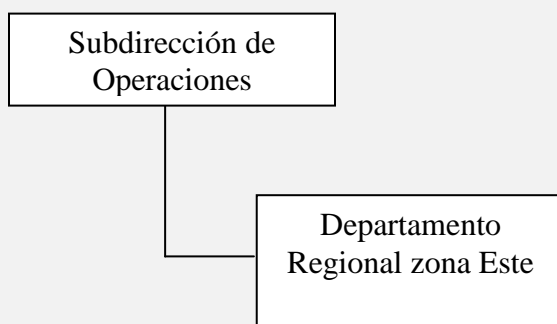 Subdirección de
Operaciones
Departamento
Regional zona Este